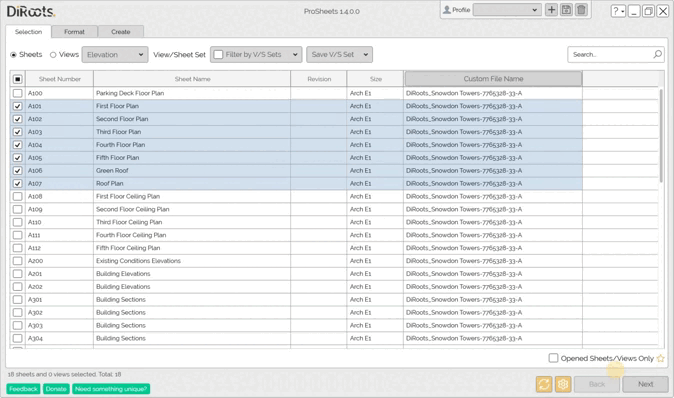 DiRoots. ProSheets 1.4.0.0 Profile ?
Selection Format Create
Sheets Views Elevation View/Sheet Set Filter by V/S Sets Save V/S Set Search...
Sheet Number Sheet Name Revision Size Custom File Name
A100 Parking Deck Floor Plan Arch E1 DiRoots_Snowdon Towers-7765328-33-A
A101 First Floor Plan Arch E1 DiRoots_Snowdon Towers-7765328-33-A
A102 Second Floor Plan Arch E1 DiRoots_Snowdon Towers-7765328-33-A
A103 Third Floor Plan Arch E1 DiRoots_Snowdon Towers-7765328-33-A
A104 Fourth Floor Plan Arch E1 DiRoots_Snowdon Towers-7765328-33-A
A105 Fifth Floor Plan Arch E1 DiRoots_Snowdon Towers-7765328-33-A
A106 Green Roof Arch E1 DiRoots_Snowdon Towers-7765328-33-A
A107 Roof Plan Arch E1 DiRoots_Snowdon Towers-7765328-33-A
A108 First Floor Ceiling Plan Arch E1 DiRoots_Snowdon Towers-7765328-33-A
A109 Second Floor Ceiling Plan Arch E1 DiRoots_Snowdon Towers-7765328-33-A
A110 Third Floor Ceiling Plan Arch E1 DiRoots_Snowdon Towers-7765328-33-A
A111 Fourth Floor Ceiling Plan Arch E1 DiRoots_Snowdon Towers-7765328-33-A
A112 Fifth Floor Ceiling Plan Arch E1 DiRoots_Snowdon Towers-7765328-33-A
A200 Existing Conditions Elevations Arch E1 DiRoots_Snowdon Towers-7765328-33-A
A201 Building Elevations Arch E1 DiRoots_Snowdon Towers-7765328-33-A
A202 Building Elevations Arch E1 DiRoots_Snowdon Towers-7765328-33-A
A301 Building Sections Arch E1 DiRoots_Snowdon Towers-7765328-33-A
A302 Building Sections Arch E1 DiRoots_Snowdon Towers-7765328-33-A
A303 Building Sections Arch E1 DiRoots_Snowdon Towers-7765328-33-A
A304 Building Sections Arch E1 DiRoots_Snowdon Towers-7765328-33-A
Opened Sheets/Views Only
18 sheets and 0 views selected. Total: 18
Feedback Donate Need something unique? Back Next